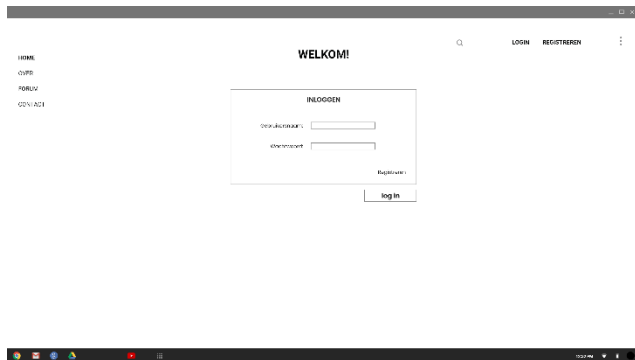 LOGIN REGISTREREN
WELKOM!
HOME
OVER
FORUM
CONTACT
INLOGGEN
Gebruikersnaam:
Wachtwoord:
Registreren
log in